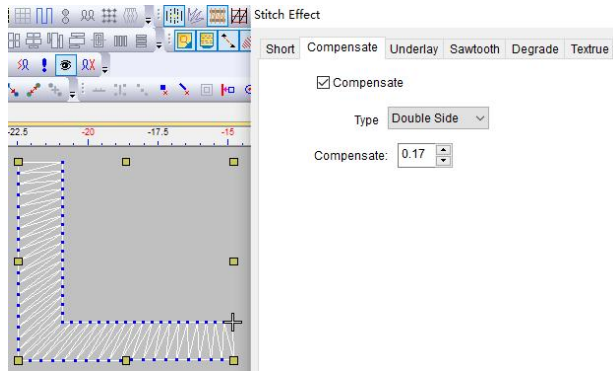 Stitch Effect
Short Compensate Underlay Sawtooth Degrade Textrue
Compensate
Type Double Side
Compensate: 0.17
-22.5 -20 -17.5 -15